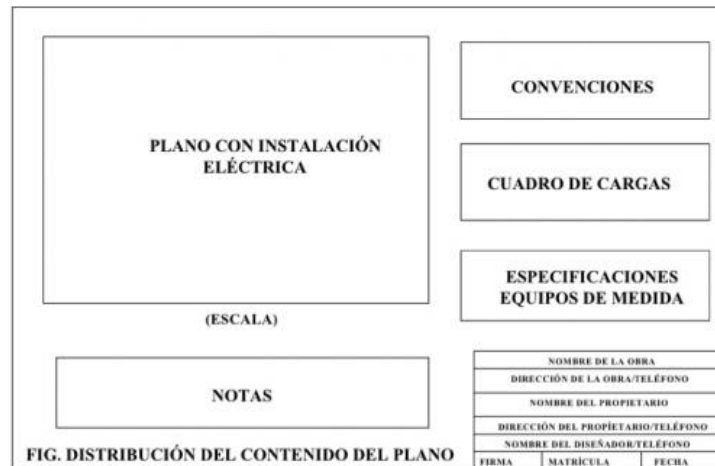 PLANO CON INSTALACIÓN
ELÉCTRICA
(ESCALA)
NOTAS
FIG. DISTRIBUCIÓN DEL CONTENIDO DEL PLANO
CONVENCIONES
CUADRO DE CARGAS
ESPECIFICACIONES
EQUIPOS DE MEDIDA
NOMBRE DE LA OBRA
DIRECCIÓN DE LA OBRA/TELÉFONO
NOMBRE DEL PROPIETARIO
DIRECCIÓN DEL PROPÍETARIO/TELÉFONO
NOMBRE DEL DISEÑADOR/TELÉFONO
FIRMA MATRÍCULA FECHA